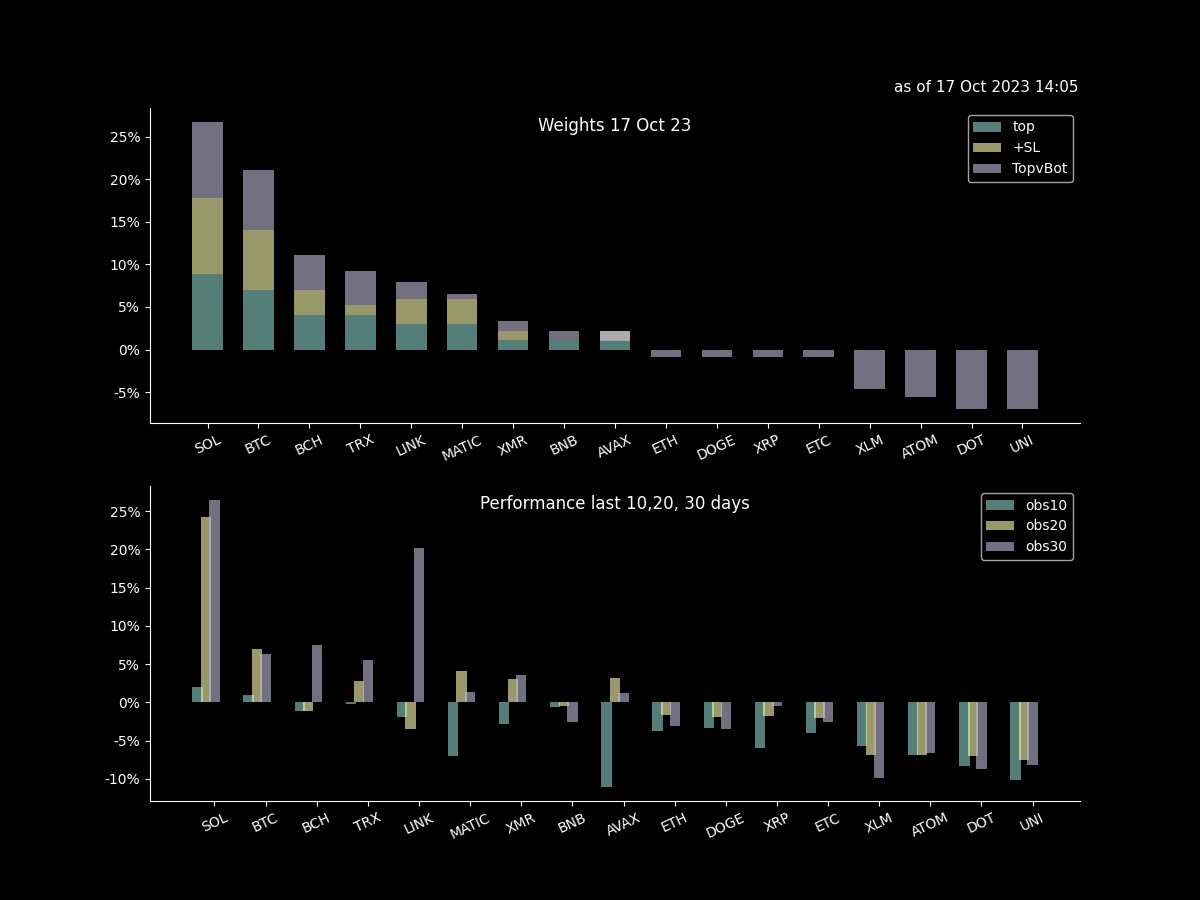 as of 17 Oct 2023 14:05
Weights 17 Oct 23
top
+SL
TopvBot
25%
20%
15%
10%
5%
0%
-5%
SOL BTC BCH TRX LINK MATIC XMR BNB AVAX ETH DOGE XRP ETC XLM ATOM DOT UNI
Performance last 10,20, 30 days
obs10
obs20
obs30
25%
20%
15%
10%
5%
0%
-5%
-10%
SOL BTC BCH TRX LINK MATIC XMR BNB AVAX ETH DOGE XRP ETC XLM ATOM DOT UNI